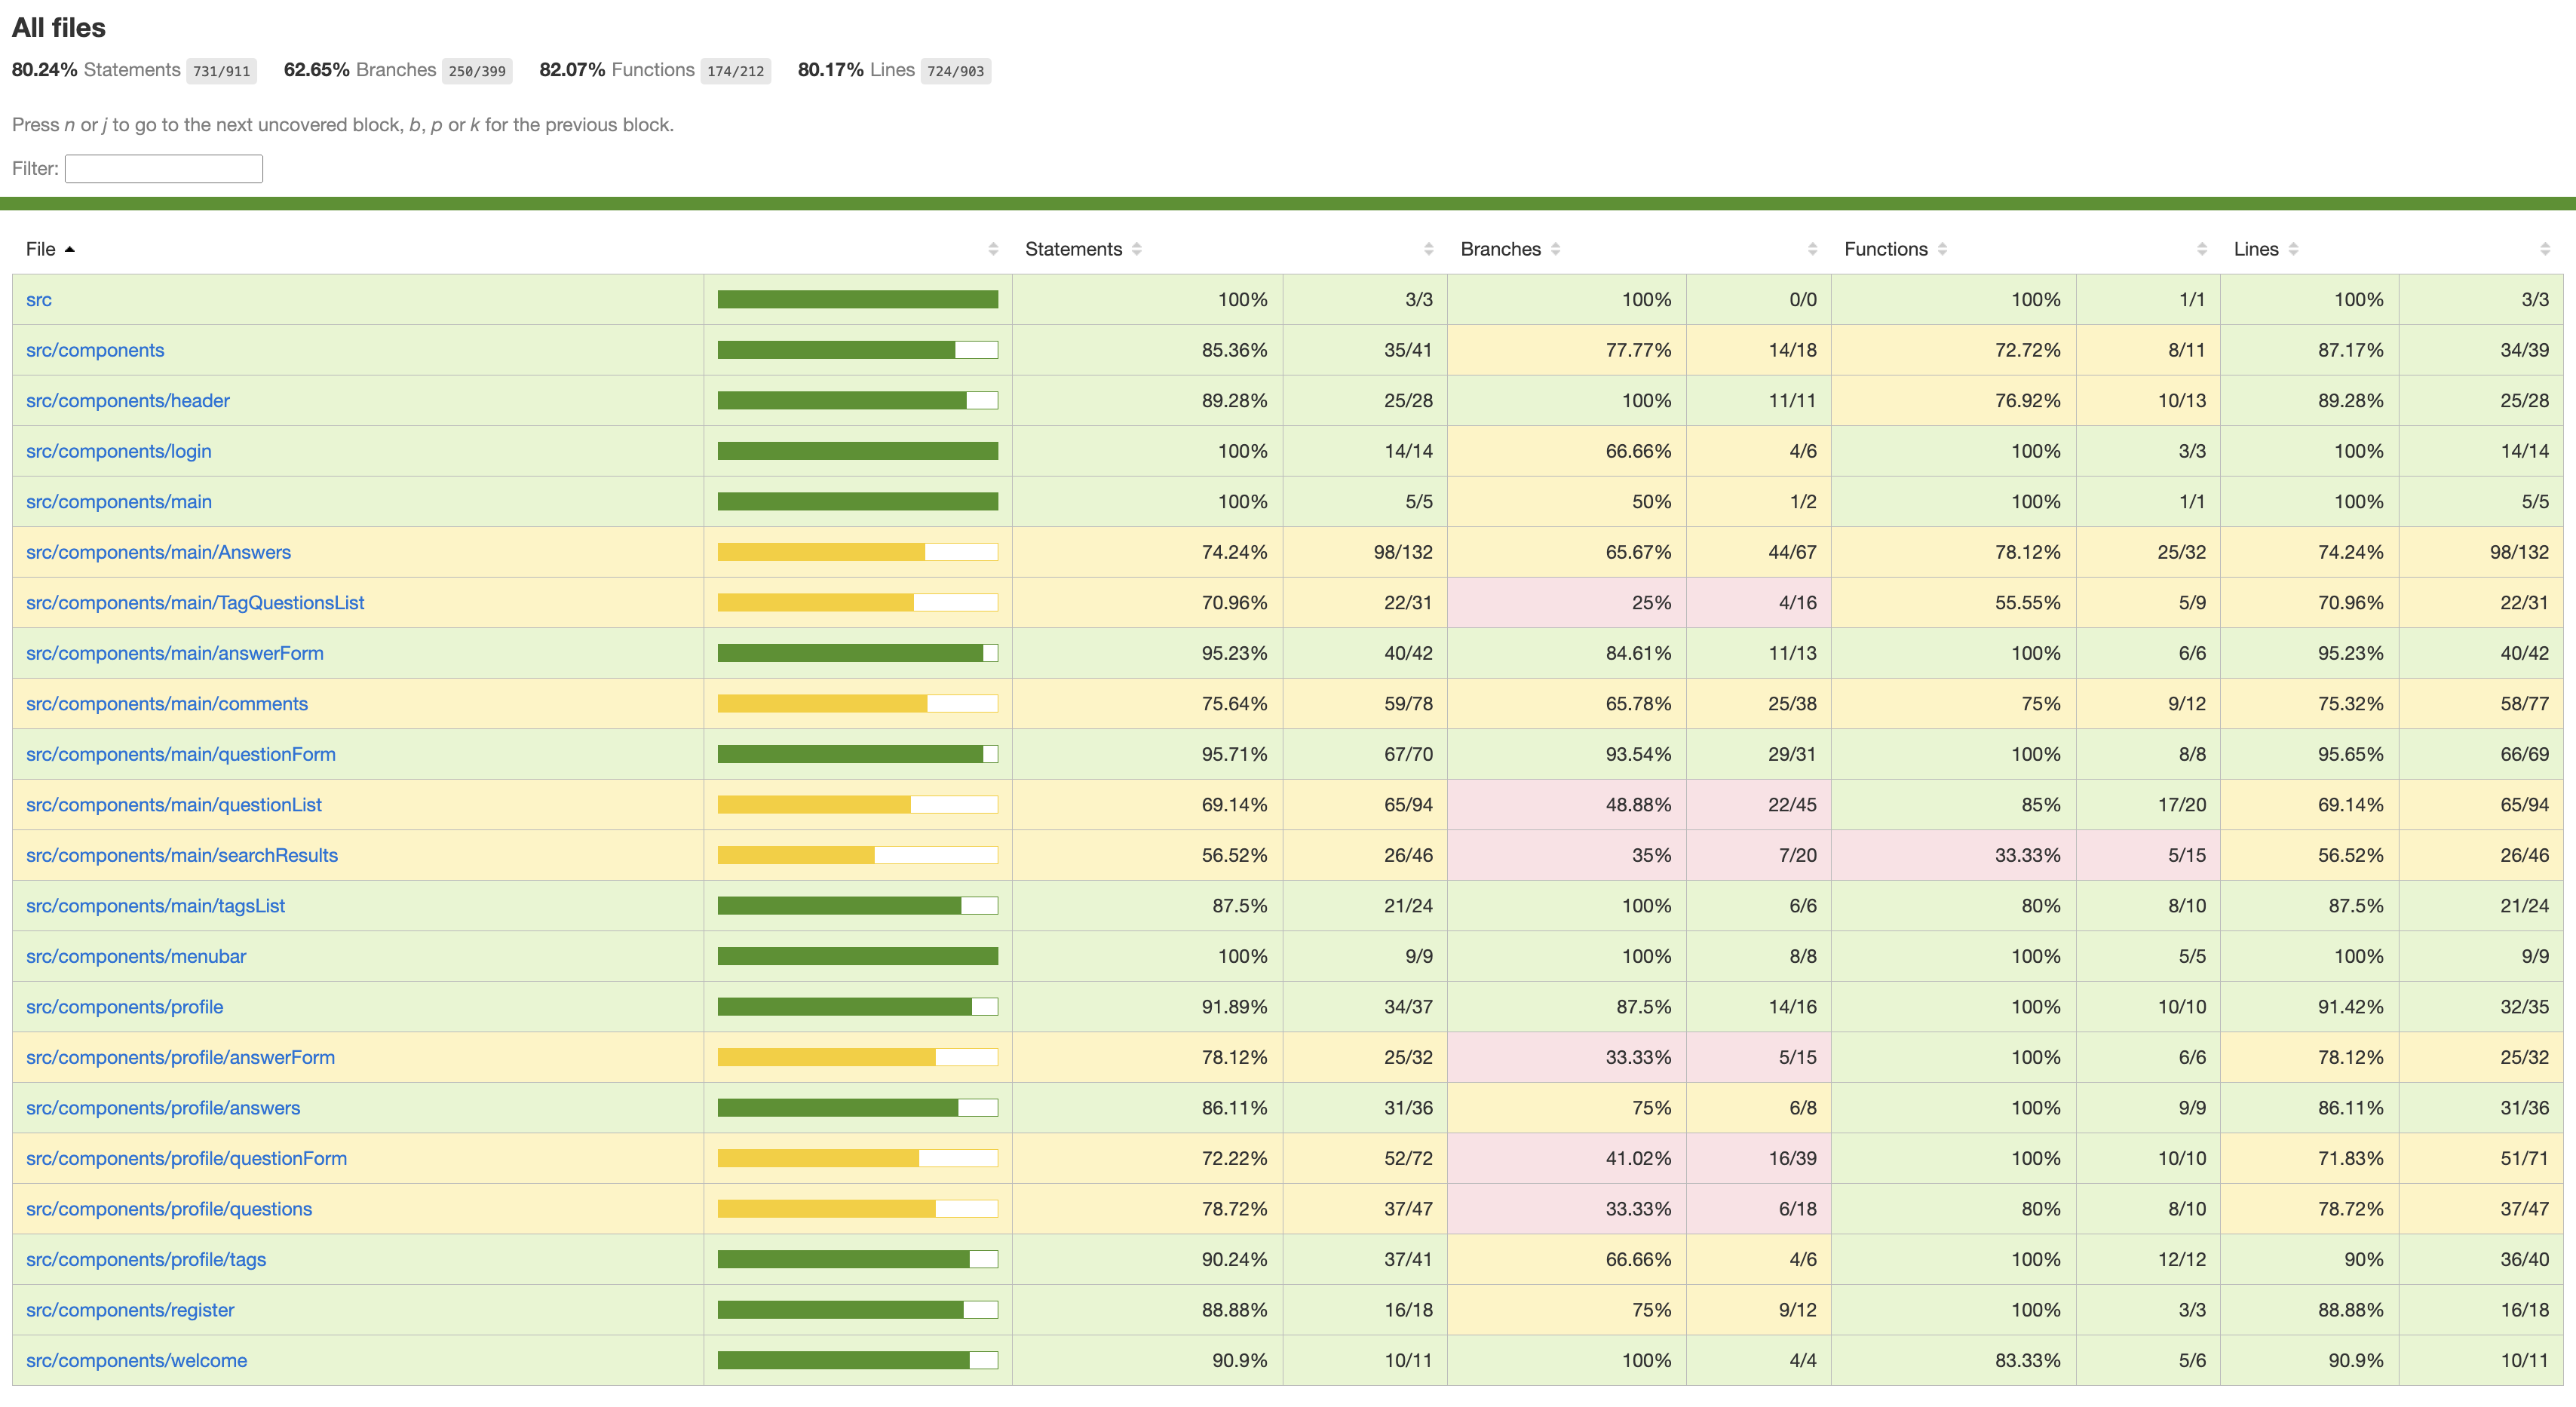 All files
80.24% Statements 731/911 62.65% Branches 250/399 82.07% Functions 174/212 80.17% Lines 724/903
Press n or j to go to the next uncovered block, b, p or k for the previous block.
Filter:
File Statements Branches Functions Lines
src 100% 3/3 100% 0/0 100% 1/1 100% 3/3
src/components 85.36% 35/41 77.77% 14/18 72.72% 8/11 87.17% 34/39
src/components/header 89.28% 25/28 100% 11/11 76.92% 10/13 89.28% 25/28
src/components/login 100% 14/14 66.66% 4/6 100% 3/3 100% 14/14
src/components/main 100% 5/5 50% 1/2 100% 1/1 100% 5/5
src/components/main/Answers 74.24% 98/132 65.67% 44/67 78.12% 25/32 74.24% 98/132
src/components/main/TagQuestionsList 70.96% 22/31 25% 4/16 55.55% 5/9 70.96% 22/31
src/components/main/answerForm 95.23% 40/42 84.61% 11/13 100% 6/6 95.23% 40/42
src/components/main/comments 75.64% 59/78 65.78% 25/38 75% 9/12 75.32% 58/77
src/components/main/questionForm 95.71% 67/70 93.54% 29/31 100% 8/8 95.65% 66/69
src/components/main/questionList 69.14% 65/94 48.88% 22/45 85% 17/20 69.14% 65/94
src/components/main/searchResults 56.52% 26/46 35% 7/20 33.33% 5/15 56.52% 26/46
src/components/main/tagsList 87.5% 21/24 100% 6/6 80% 8/10 87.5% 21/24
src/components/menubar 100% 9/9 100% 8/8 100% 5/5 100% 9/9
src/components/profile 91.89% 34/37 87.5% 14/16 100% 10/10 91.42% 32/35
src/components/profile/answerForm 78.12% 25/32 33.33% 5/15 100% 6/6 78.12% 25/32
src/components/profile/answers 86.11% 31/36 75% 6/8 100% 9/9 86.11% 31/36
src/components/profile/questionForm 72.22% 52/72 41.02% 16/39 100% 10/10 71.83% 51/71
src/components/profile/questions 78.72% 37/47 33.33% 6/18 80% 8/10 78.72% 37/47
src/components/profile/tags 90.24% 37/41 66.66% 4/6 100% 12/12 90% 36/40
src/components/register 88.88% 16/18 75% 9/12 100% 3/3 88.88% 16/18
src/components/welcome 90.9% 10/11 100% 4/4 83.33% 5/6 90.9% 10/11